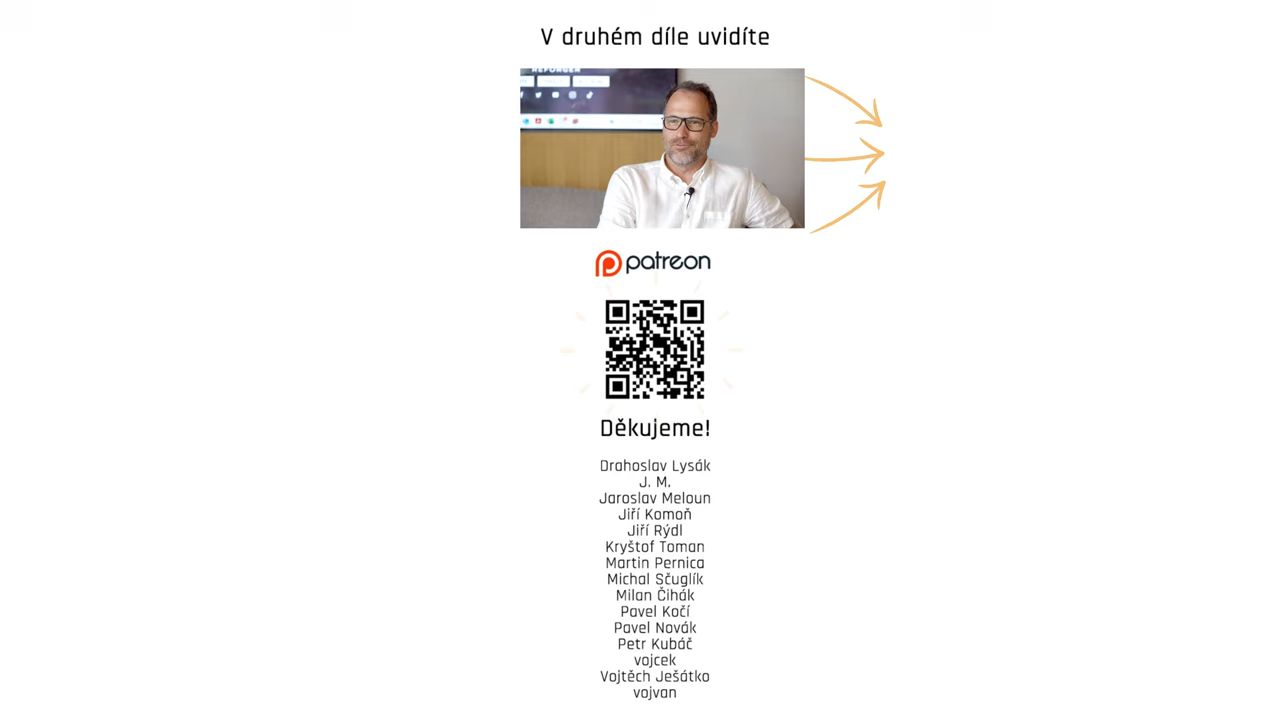 V druhém díle uvidíte
patreon
Děkujeme!
Drahoslav Lysák
J. M.
Jaroslav Meloun
Jiří Komoň
Jiří Rýdl
Kryštof Toman
Martin Pernica
Michal Sčuglík
Milan Čihák
Pavel Kočí
Pavel Novák
Petr Kubáč
vojcek
Vojtěch Ješátko
vojvan